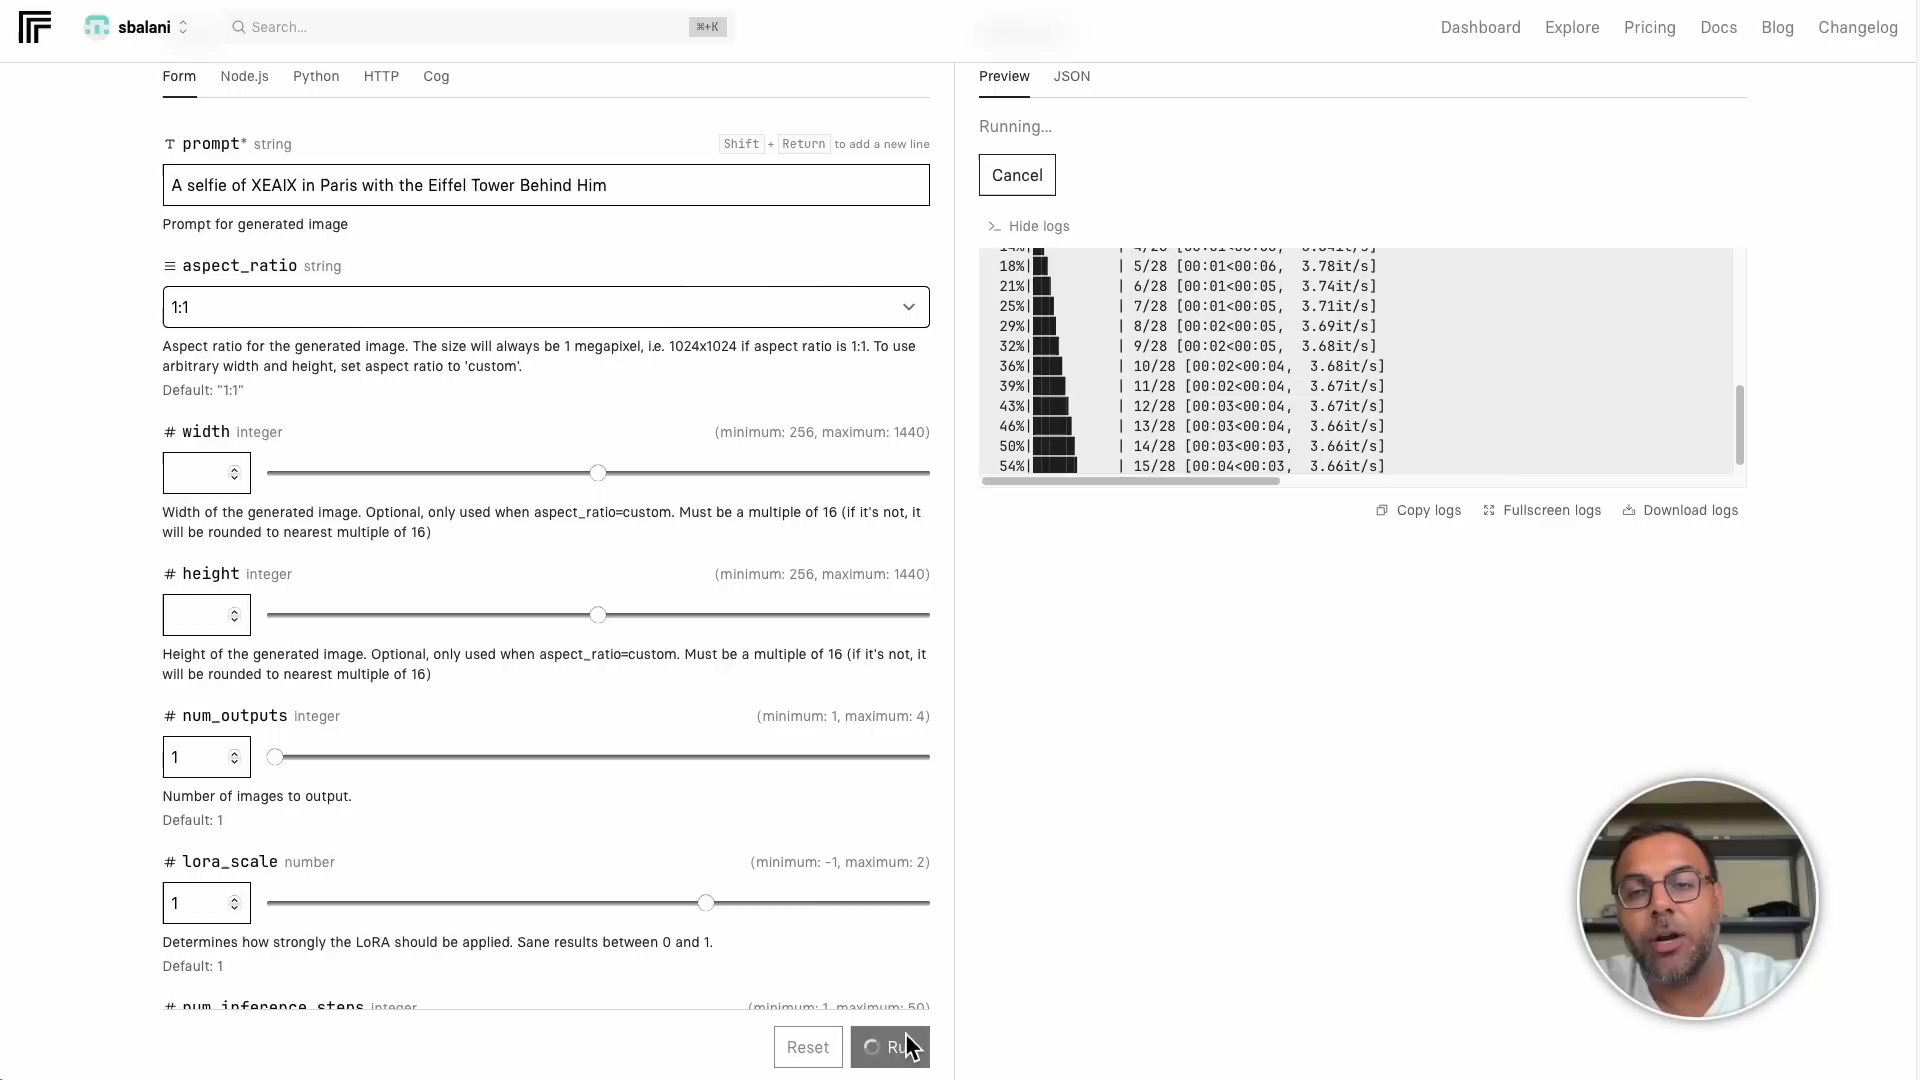 sbalani
Search...
⌘+K
Dashboard
Explore
Pricing
Docs
Blog
Changelog
Form
Node.js
Python
HTTP
Cog
prompt* string
Shift + Return to add a new line
A selfie of XEAIX in Paris with the Eiffel Tower Behind Him
Prompt for generated image
aspect_ratio string
1:1
Aspect ratio for the generated image. The size will always be 1 megapixel, i.e. 1024x1024 if aspect ratio is 1:1. To use
arbitrary width and height, set aspect ratio to 'custom'.
Default: "1:1"
# width integer
(minimum: 256, maximum: 1440)
Width of the generated image. Optional, only used when aspect_ratio=custom. Must be a multiple of 16 (if it's not, it
will be rounded to nearest multiple of 16)
# height integer
(minimum: 256, maximum: 1440)
Height of the generated image. Optional, only used when aspect_ratio=custom. Must be a multiple of 16 (if it's not, it
will be rounded to nearest multiple of 16)
# num_outputs integer
(minimum: 1, maximum: 4)
1
Number of images to output.
Default: 1
# lora_scale number
(minimum: -1, maximum: 2)
1
Determines how strongly the LoRA should be applied. Sane results between 0 and 1.
Default: 1
# num_inference_steps integer
(minimum: 1, maximum: 50)
Reset
Preview
JSON
Running...
Cancel
>_ Hide logs
18%| | 5/28 [00:01<00:06, 3.78it/s]
21%| | 6/28 [00:01<00:05, 3.74it/s]
25%| | 7/28 [00:01<00:05, 3.71it/s]
29%| | 8/28 [00:02<00:05, 3.69it/s]
32%| | 9/28 [00:02<00:05, 3.68it/s]
36%| | 10/28 [00:02<00:04, 3.68it/s]
39%| | 11/28 [00:02<00:04, 3.67it/s]
43%| | 12/28 [00:03<00:04, 3.67it/s]
46%| | 13/28 [00:03<00:04, 3.66it/s]
50%| | 14/28 [00:03<00:03, 3.66it/s]
54%| | 15/28 [00:04<00:03, 3.66it/s]
Copy logs
Fullscreen logs
Download logs